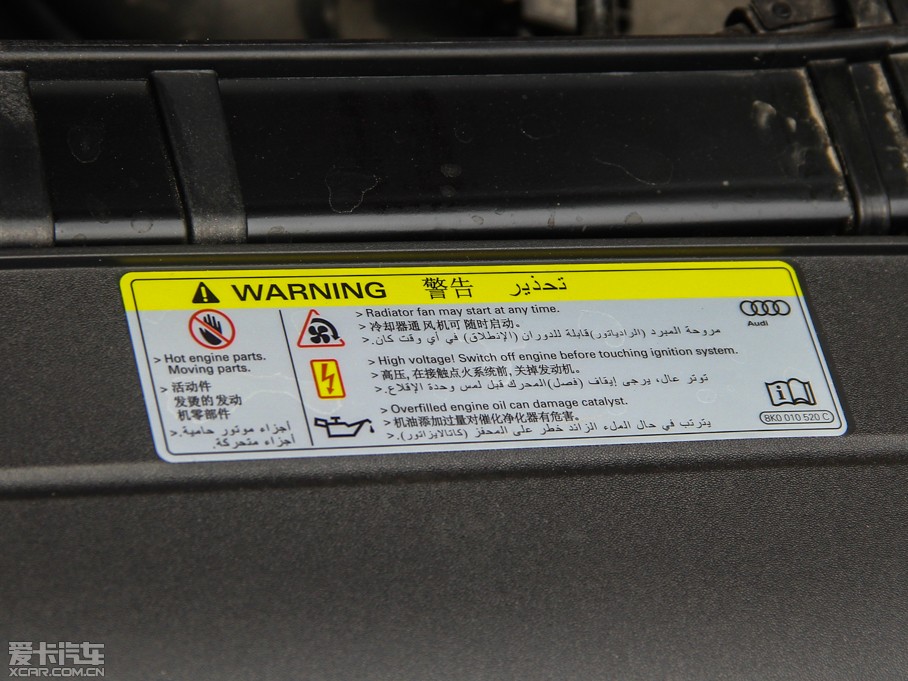 WARNING 警告 تحذير
> Hot engine parts.
Moving parts.
> 活动件
发烫的发动
机零部件
أجزاء موتور حامية.<
أجزاء متحركة.<
> Radiator fan may start at any time.
> 冷却器通风机可随时启动。
مروحة المبرد (الرادياتور) قابلة للدوران (الإنطلاق) في أي وقت كان.<
> High voltage! Switch off engine before touching ignition system.
> 高压, 在接触点火系统前, 关掉发动机。
توتر عال، يرجى إيقاف (فصل) المحرك قبل لمس وحدة الإقلاع.<
> Overfilled engine oil can damage catalyst.
> 机油添加过量对催化净化器有危害。
يترتب في حال الملء الزائد خطر على المحفز (كاتالايزاتور).<
Audi
8K0 010 520 C
爱卡汽车
XCAR.COM.CN